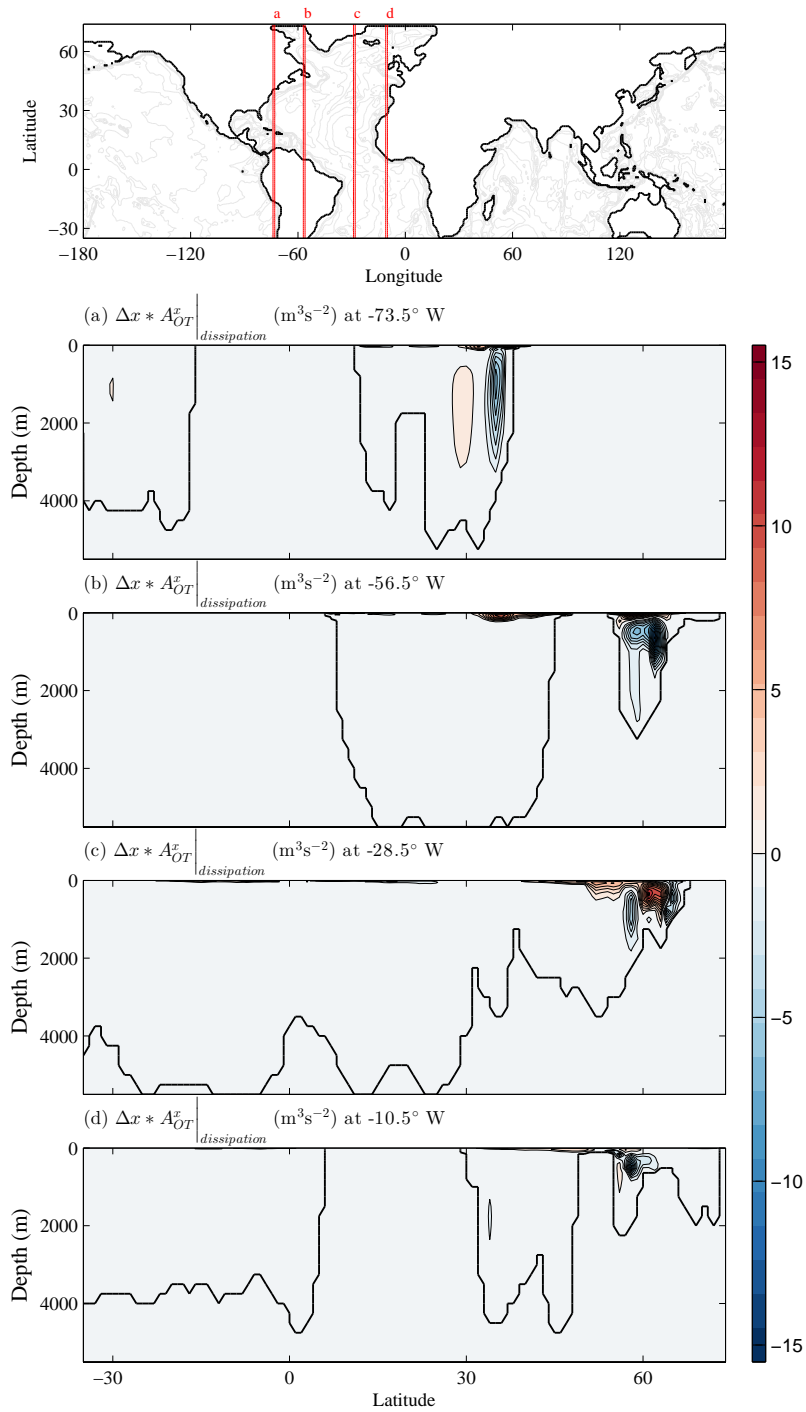 a b c d
60
30
0
−30
Latitude
−180 −120 −60 0 60 120
Longitude
(a) Δx ∗ A^x_OT|_dissipation (m³s⁻²) at -73.5° W
0
2000
4000
Depth (m)
(b) Δx ∗ A^x_OT|_dissipation (m³s⁻²) at -56.5° W
0
2000
4000
Depth (m)
(c) Δx ∗ A^x_OT|_dissipation (m³s⁻²) at -28.5° W
0
2000
4000
Depth (m)
(d) Δx ∗ A^x_OT|_dissipation (m³s⁻²) at -10.5° W
0
2000
4000
Depth (m)
−30 0 30 60
Latitude
15
10
5
0
−5
−10
−15